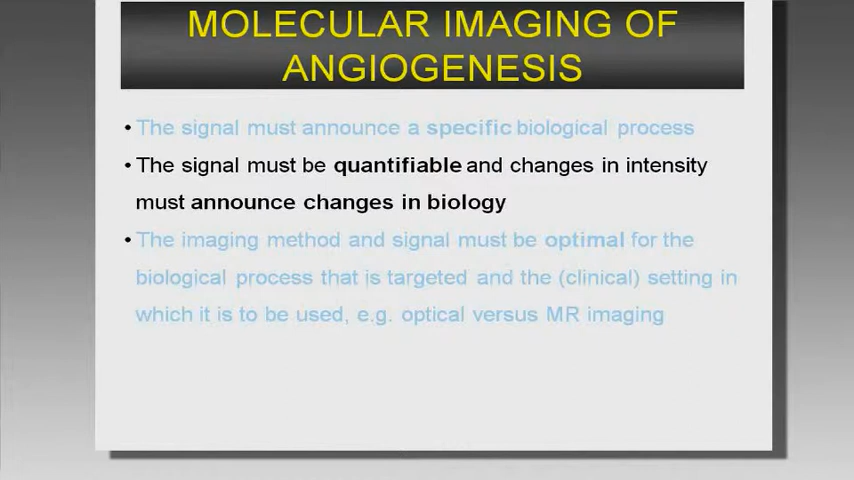 MOLECULAR IMAGING OF
ANGIOGENESIS
• The signal must announce a specific biological process
• The signal must be quantifiable and changes in intensity
must announce changes in biology
• The imaging method and signal must be optimal for the
biological process that is targeted and the (clinical) setting in
which it is to be used, e.g. optical versus MR imaging